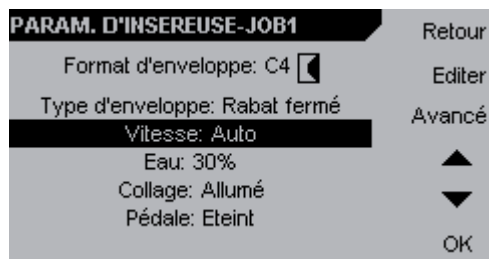 PARAM. D'INSEREUSE-JOB1
Retour
Format d'enveloppe: C4
Editer
Type d'enveloppe: Rabat fermé
Avancé
Vitesse: Auto
Eau: 30%
Collage: Allumé
Pédale: Eteint
OK